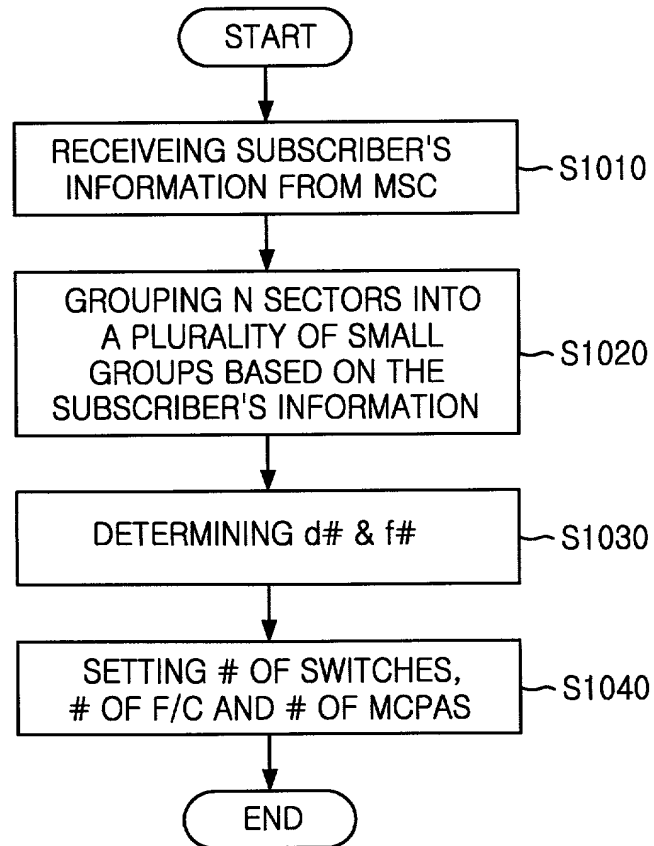 START
RECEIVEING SUBSCRIBER'S
INFORMATION FROM MSC
S1010
GROUPING N SECTORS INTO
A PLURALITY OF SMALL
GROUPS BASED ON THE
SUBSCRIBER'S INFORMATION
S1020
DETERMINING d# & f#
S1030
SETTING # OF SWITCHES,
# OF F/C AND # OF MCPAS
S1040
END